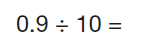 0.9 ÷ 10 =